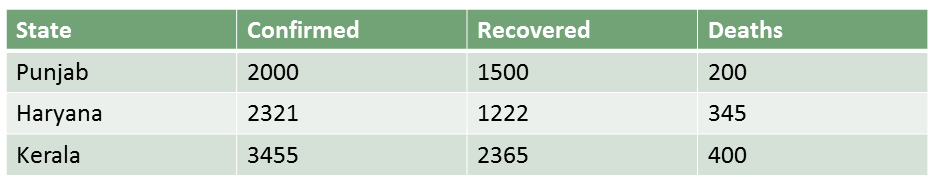 State Confirmed Recovered Deaths
Punjab 2000 1500 200
Haryana 2321 1222 345
Kerala 3455 2365 400